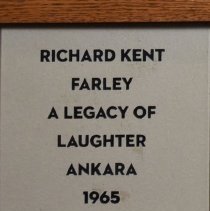 RICHARD KENT
FARLEY
A LEGACY OF
LAUGHTER
ANKARA
1965